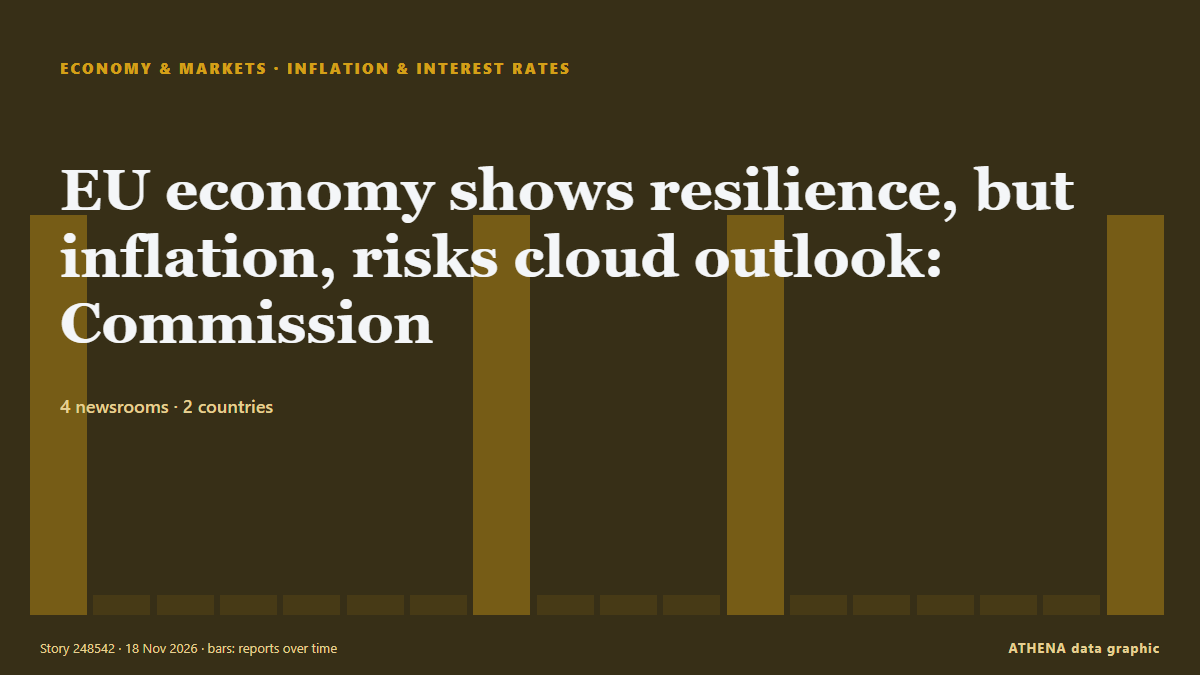 ECONOMY & MARKETS · INFLATION & INTEREST RATES
EU economy shows resilience, but
inflation, risks cloud outlook:
Commission
4 newsrooms · 2 countries
Story 248542 · 18 Nov 2026 · bars: reports over time
ATHENA data graphic